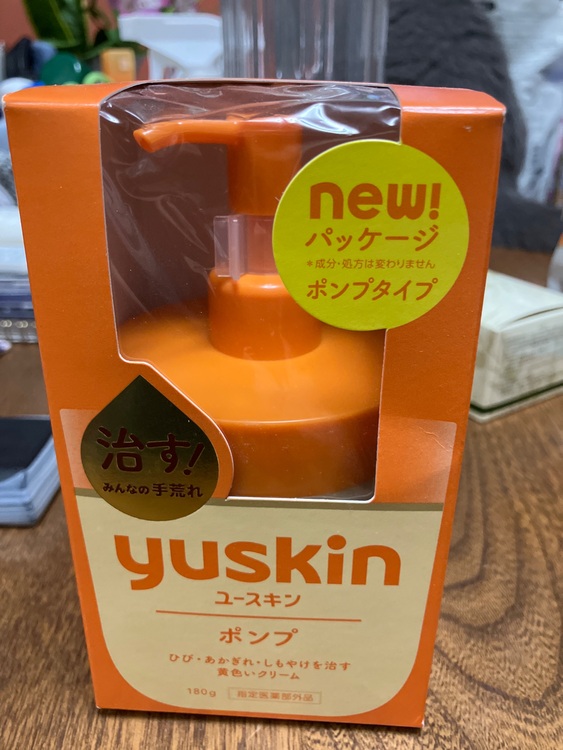 new!
パッケージ
*成分・処方は変わりません
ポンプタイプ
治す!
みんなの手荒れ
yuskin
ユースキン
ポンプ
ひび・あかぎれ・しもやけを治す
黄色いクリーム
180g 指定医薬部外品